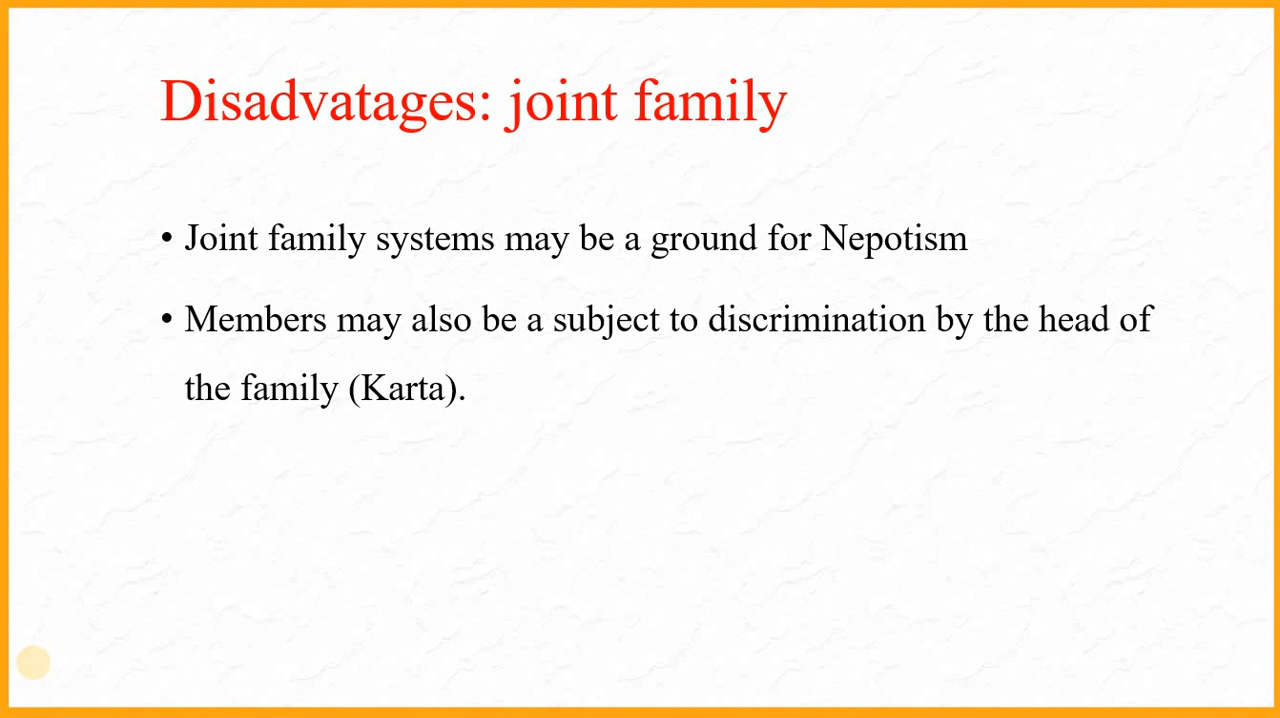 Disadvatages: joint family
• Joint family systems may be a ground for Nepotism
• Members may also be a subject to discrimination by the head of
the family (Karta).